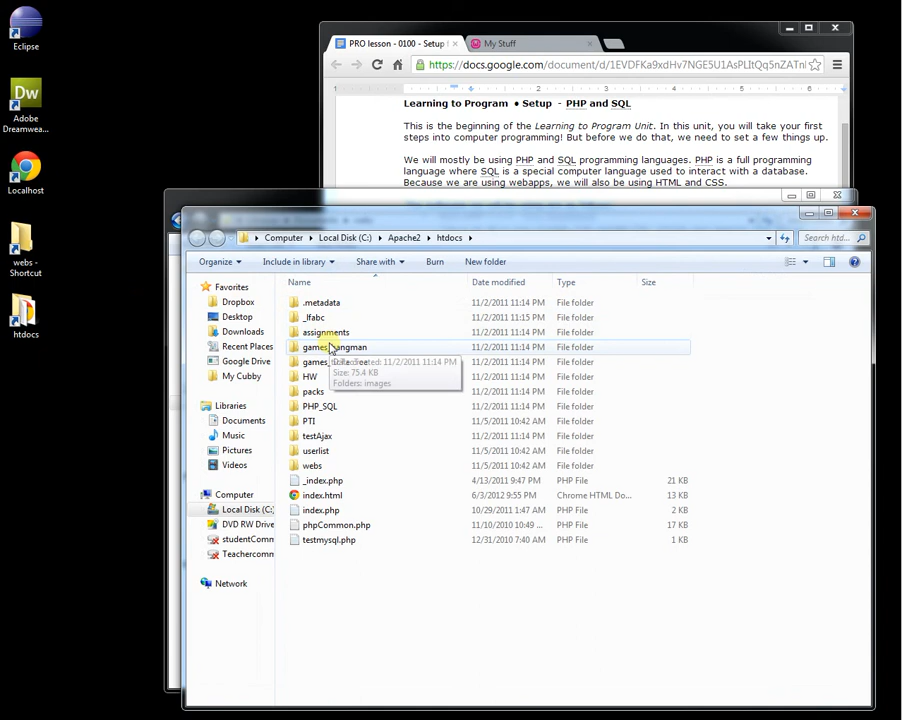 Eclipse
Dw
Adobe
Dreamwea...
Localhost
webs -
Shortcut
htdocs
PRO lesson - 0100 - Setup
My Stuff
https://docs.google.com/document/d/1EVDFKa9xdHv7NGE5U1AsPLItQq5nZATnI
1 1 2 3 4 5 6
Learning to Program • Setup - PHP and SQL
This is the beginning of the Learning to Program Unit. In this unit, you will take your first
steps into computer programming! But before we do that, we need to set a few things up.
We will mostly be using PHP and SQL programming languages. PHP is a full programming
language where SQL is a special computer language used to interact with a database.
Because we are using webapps, we will also be using HTML and CSS.
Computer Local Disk (C:) Apache2 htdocs
Search htd...
Organize Include in library Share with Burn New folder
Name Date modified Type Size
Favorites
Dropbox
Desktop
Downloads
Recent Places
Google Drive
My Cubby
Libraries
Documents
Music
Pictures
Videos
Computer
Local Disk (C:)
DVD RW Drive
studentComm
Teachercomm
Network
.metadata 11/2/2011 11:14 PM File folder
_lfabc 11/2/2011 11:15 PM File folder
assignments 11/2/2011 11:14 PM File folder
games_hangman 11/2/2011 11:14 PM File folder
games_ 11/2/2011 11:14 PM File folder
HW 11/2/2011 11:14 PM File folder
packs 11/2/2011 11:14 PM File folder
PHP_SQL 11/2/2011 11:14 PM File folder
PTI 11/5/2011 10:42 AM File folder
testAjax 11/2/2011 11:14 PM File folder
userlist 11/5/2011 10:42 AM File folder
webs 11/5/2011 10:42 AM File folder
_index.php 4/13/2011 9:47 PM PHP File 21 KB
index.html 6/3/2012 9:55 PM Chrome HTML Do... 13 KB
index.php 10/29/2011 1:47 AM PHP File 2 KB
phpCommon.php 11/10/2010 10:49 ... PHP File 17 KB
testmysql.php 12/31/2010 7:40 AM PHP File 1 KB
11/2/2011 11:14 PM
Size: 75.4 KB
Folders: images